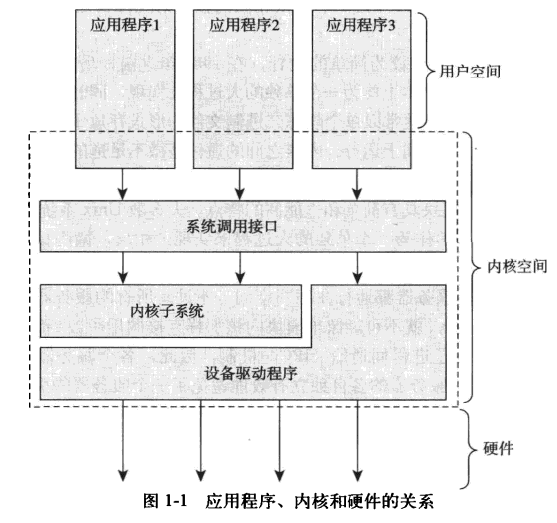 应用程序1
应用程序2
应用程序3
用户空间
系统调用接口
内核空间
内核子系统
设备驱动程序
硬件
图 1-1 应用程序、内核和硬件的关系